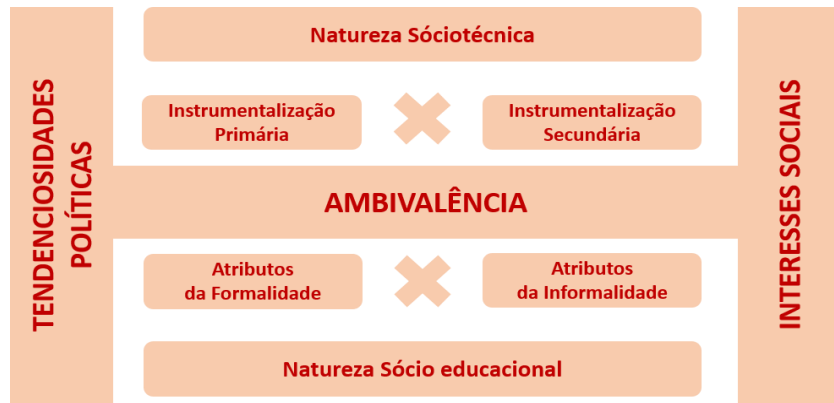 TENDENCIOSIDADES
POLÍTICAS
Natureza Sóciotécnica
Instrumentalização
Primária
Instrumentalização
Secundária
AMBIVALÊNCIA
Atributos
da Formalidade
Atributos
da Informalidade
Natureza Sócio educacional
INTERESSES SOCIAIS